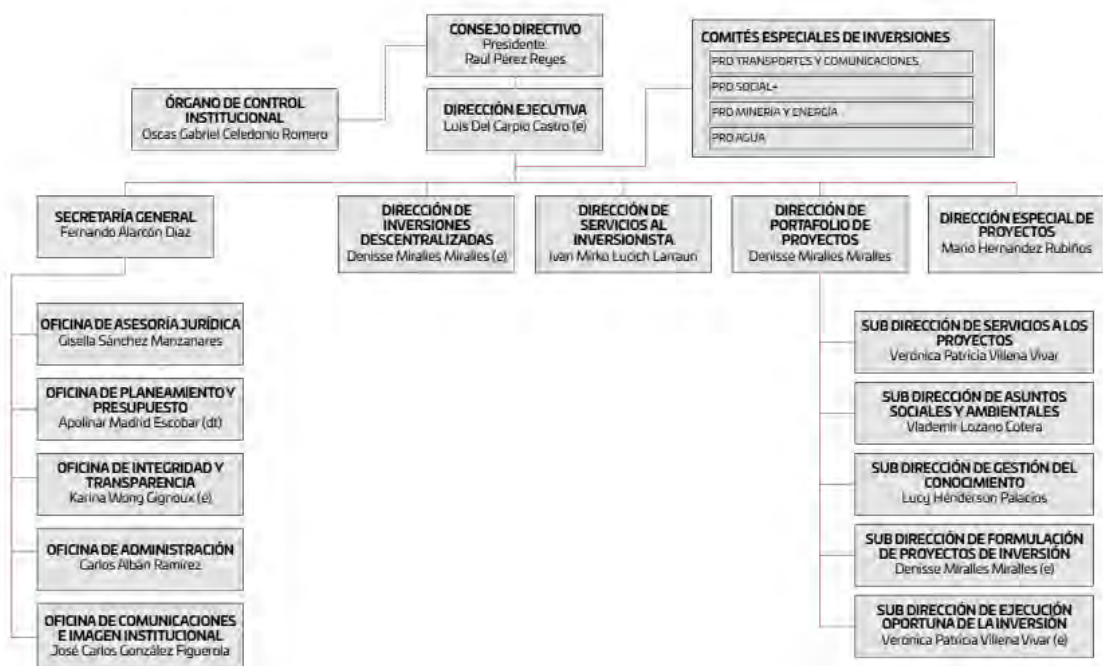 CONSEJO DIRECTIVO
Presidente:
Raúl Pérez Reyes
COMITÉS ESPECIALES DE INVERSIONES
PRO TRANSPORTES Y COMUNICACIONES
PRO SOCIAL+
PRO MINERÍA Y ENERGÍA
PRO AGUA
ÓRGANO DE CONTROL
INSTITUCIONAL
Oscas Gabriel Celedonio Romero
DIRECCIÓN EJECUTIVA
Luis Del Carpio Castro (e)
SECRETARÍA GENERAL
Fernando Alarcón Díaz
DIRECCIÓN DE
INVERSIONES
DESCENTRALIZADAS
Denisse Miralles Miralles (e)
DIRECCIÓN DE
SERVICIOS AL
INVERSIONISTA
Iván Mirko Lucich Larrauri
DIRECCIÓN DE
PORTAFOLIO DE
PROYECTOS
Denisse Miralles Miralles
DIRECCIÓN ESPECIAL DE
PROYECTOS
Mario Hernández Rubiños
OFICINA DE ASESORÍA JURÍDICA
Gisella Sánchez Manzanares
OFICINA DE PLANEAMIENTO Y
PRESUPUESTO
Apolinar Madrid Escobar (dt)
OFICINA DE INTEGRIDAD Y
TRANSPARENCIA
Karina Wong Gignoux (e)
OFICINA DE ADMINISTRACIÓN
Carlos Albán Ramírez
OFICINA DE COMUNICACIONES
E IMAGEN INSTITUCIONAL
José Carlos González Figuerola
SUB DIRECCIÓN DE SERVICIOS A LOS
PROYECTOS
Verónica Patricia Villena Vivar
SUB DIRECCIÓN DE ASUNTOS
SOCIALES Y AMBIENTALES
Vlademir Lozano Cotera
SUB DIRECCIÓN DE GESTIÓN DEL
CONOCIMIENTO
Lucy Hénderson Palacios
SUB DIRECCIÓN DE FORMULACIÓN
DE PROYECTOS DE INVERSIÓN
Denisse Miralles Miralles (e)
SUB DIRECCIÓN DE EJECUCIÓN
OPORTUNA DE LA INVERSIÓN
Verónica Patricia Villena Vivar (e)